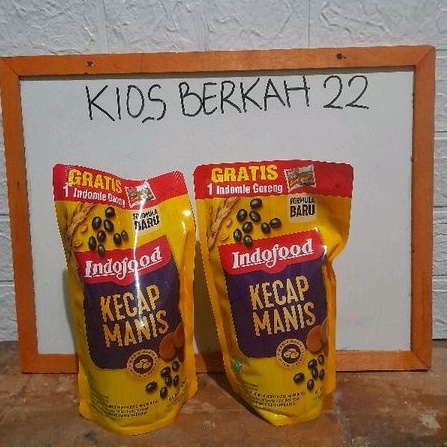 KIOS BERKAH 22
GRATIS
1 Indomie Goreng
FORMULA
BARU
Indofood
KECAP
MANIS
GRATIS
1 Indomie Goreng
FORMULA
BARU
Indofood
KECAP
MANIS